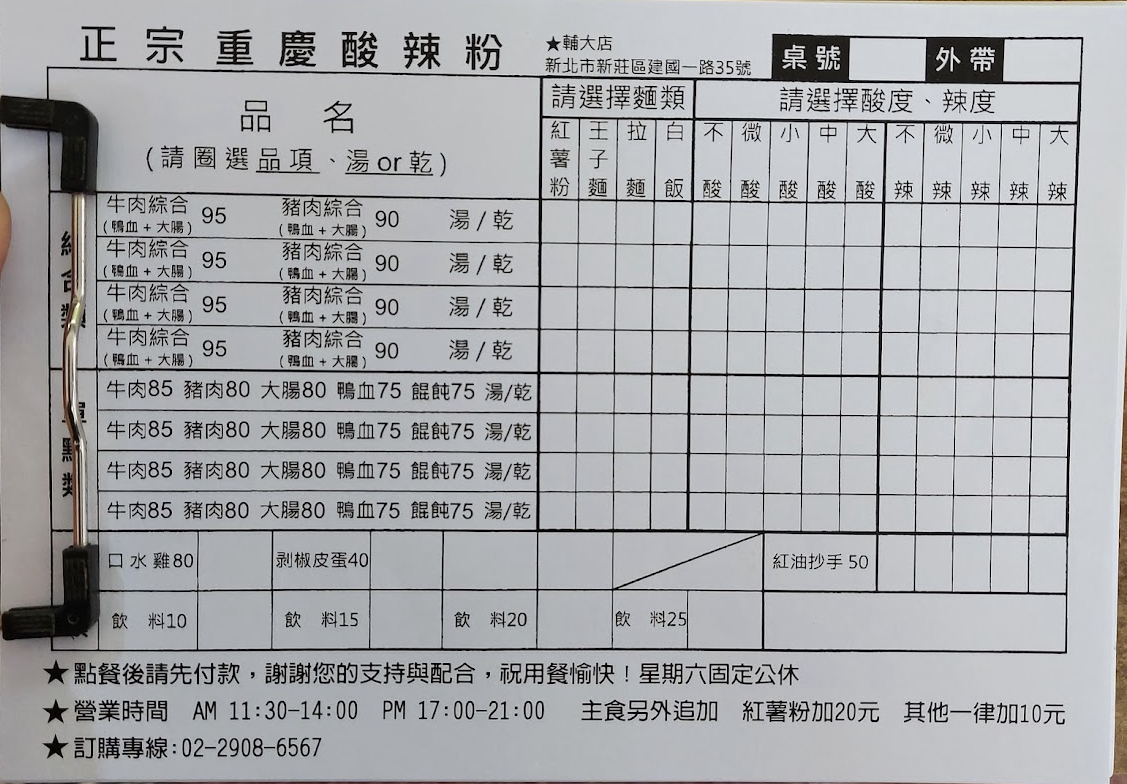 正宗重慶酸辣粉
★輔大店
新北市新莊區建國一路35號
桌號
外帶
品名
(請圈選品項、湯or乾)
請選擇麵類
請選擇酸度、辣度
紅薯粉 王子麵 拉麵 白飯 不酸 微酸 小酸 中酸 大酸 不辣 微辣 小辣 中辣 大辣
綜合類
牛肉綜合 95 豬肉綜合 90 湯/乾
(鴨血+大腸) (鴨血+大腸)
牛肉綜合 95 豬肉綜合 90 湯/乾
(鴨血+大腸) (鴨血+大腸)
牛肉綜合 95 豬肉綜合 90 湯/乾
(鴨血+大腸) (鴨血+大腸)
牛肉綜合 95 豬肉綜合 90 湯/乾
(鴨血+大腸) (鴨血+大腸)
單點類
牛肉85 豬肉80 大腸80 鴨血75 餛飩75 湯/乾
牛肉85 豬肉80 大腸80 鴨血75 餛飩75 湯/乾
牛肉85 豬肉80 大腸80 鴨血75 餛飩75 湯/乾
牛肉85 豬肉80 大腸80 鴨血75 餛飩75 湯/乾
口水雞80 剝椒皮蛋40 紅油抄手50
飲料10 飲料15 飲料20 飲料25
★點餐後請先付款，謝謝您的支持與配合，祝用餐愉快！星期六固定公休
★營業時間 AM 11:30-14:00 PM 17:00-21:00 主食另外追加 紅薯粉加20元 其他一律加10元
★訂購專線:02-2908-6567